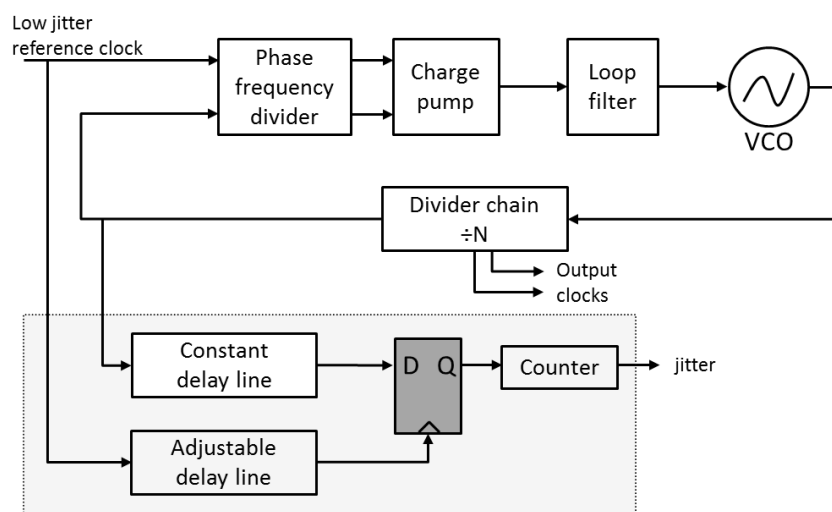 Low jitter
reference clock
Phase
frequency
divider
Charge
pump
Loop
filter
VCO
Divider chain
÷N
Output
clocks
Constant
delay line
D Q
Counter
jitter
Adjustable
delay line